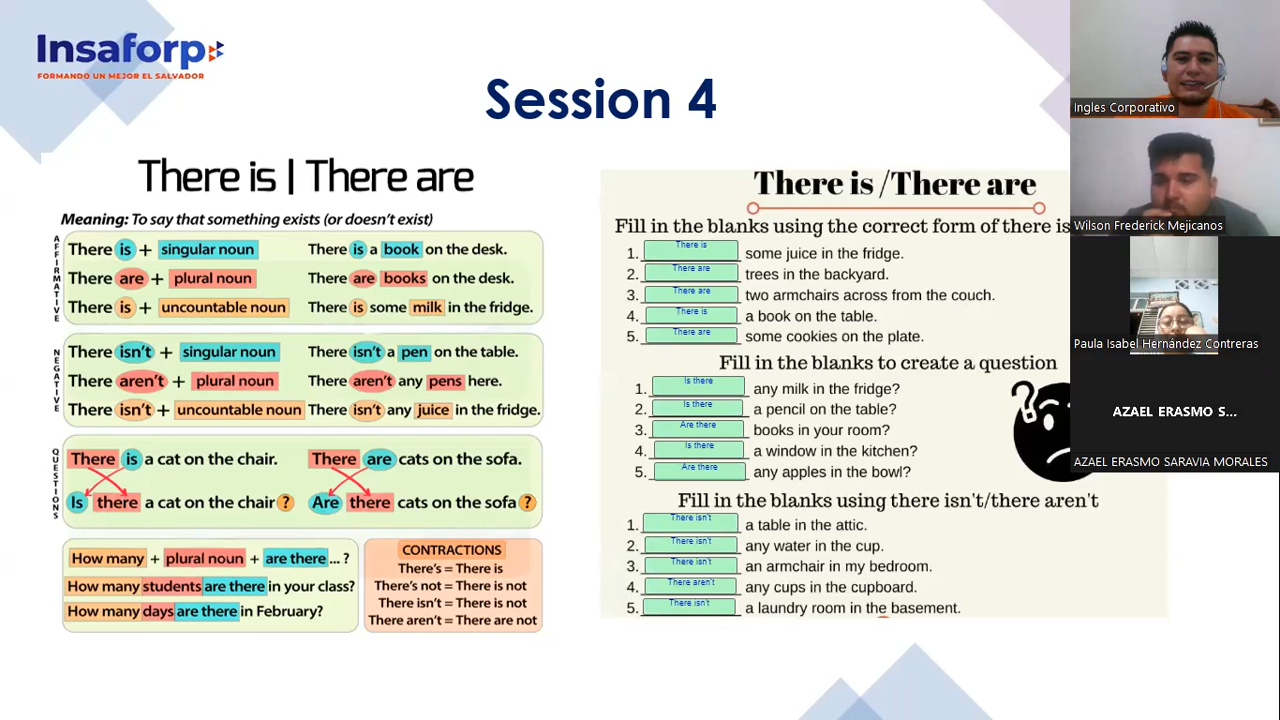 Insaforp
FORMANDO UN MEJOR EL SALVADOR
Session 4
There is | There are
Meaning: To say that something exists (or doesn't exist)
AFFIRMATIVE
There is + singular noun There is a book on the desk.
There are + plural noun There are books on the desk.
There is + uncountable noun There is some milk in the fridge.
NEGATIVE
There isn't + singular noun There isn't a pen on the table.
There aren't + plural noun There aren't any pens here.
There isn't + uncountable noun There isn't any juice in the fridge.
QUESTIONS
There is a cat on the chair. There are cats on the sofa.
Is there a cat on the chair ? Are there cats on the sofa ?
How many + plural noun + are there ... ?
How many students are there in your class?
How many days are there in February?
CONTRACTIONS
There's = There is
There's not = There is not
There isn't = There is not
There aren't = There are not
There is /There are
Fill in the blanks using the correct form of there is
1. There is some juice in the fridge.
2. There are trees in the backyard.
3. There are two armchairs across from the couch.
4. There is a book on the table.
5. There are some cookies on the plate.
Fill in the blanks to create a question
1. Is there any milk in the fridge?
2. Is there a pencil on the table?
3. Are there books in your room?
4. Is there a window in the kitchen?
5. Are there any apples in the bowl?
Fill in the blanks using there isn't/there aren't
1. There isn't a table in the attic.
2. There isn't any water in the cup.
3. There isn't an armchair in my bedroom.
4. There aren't any cups in the cupboard.
5. There isn't a laundry room in the basement.
Ingles Corporativo
Wilson Frederick Mejicanos
Paula Isabel Hernández Contreras
AZAEL ERASMO S...
AZAEL ERASMO SARAVIA MORALES